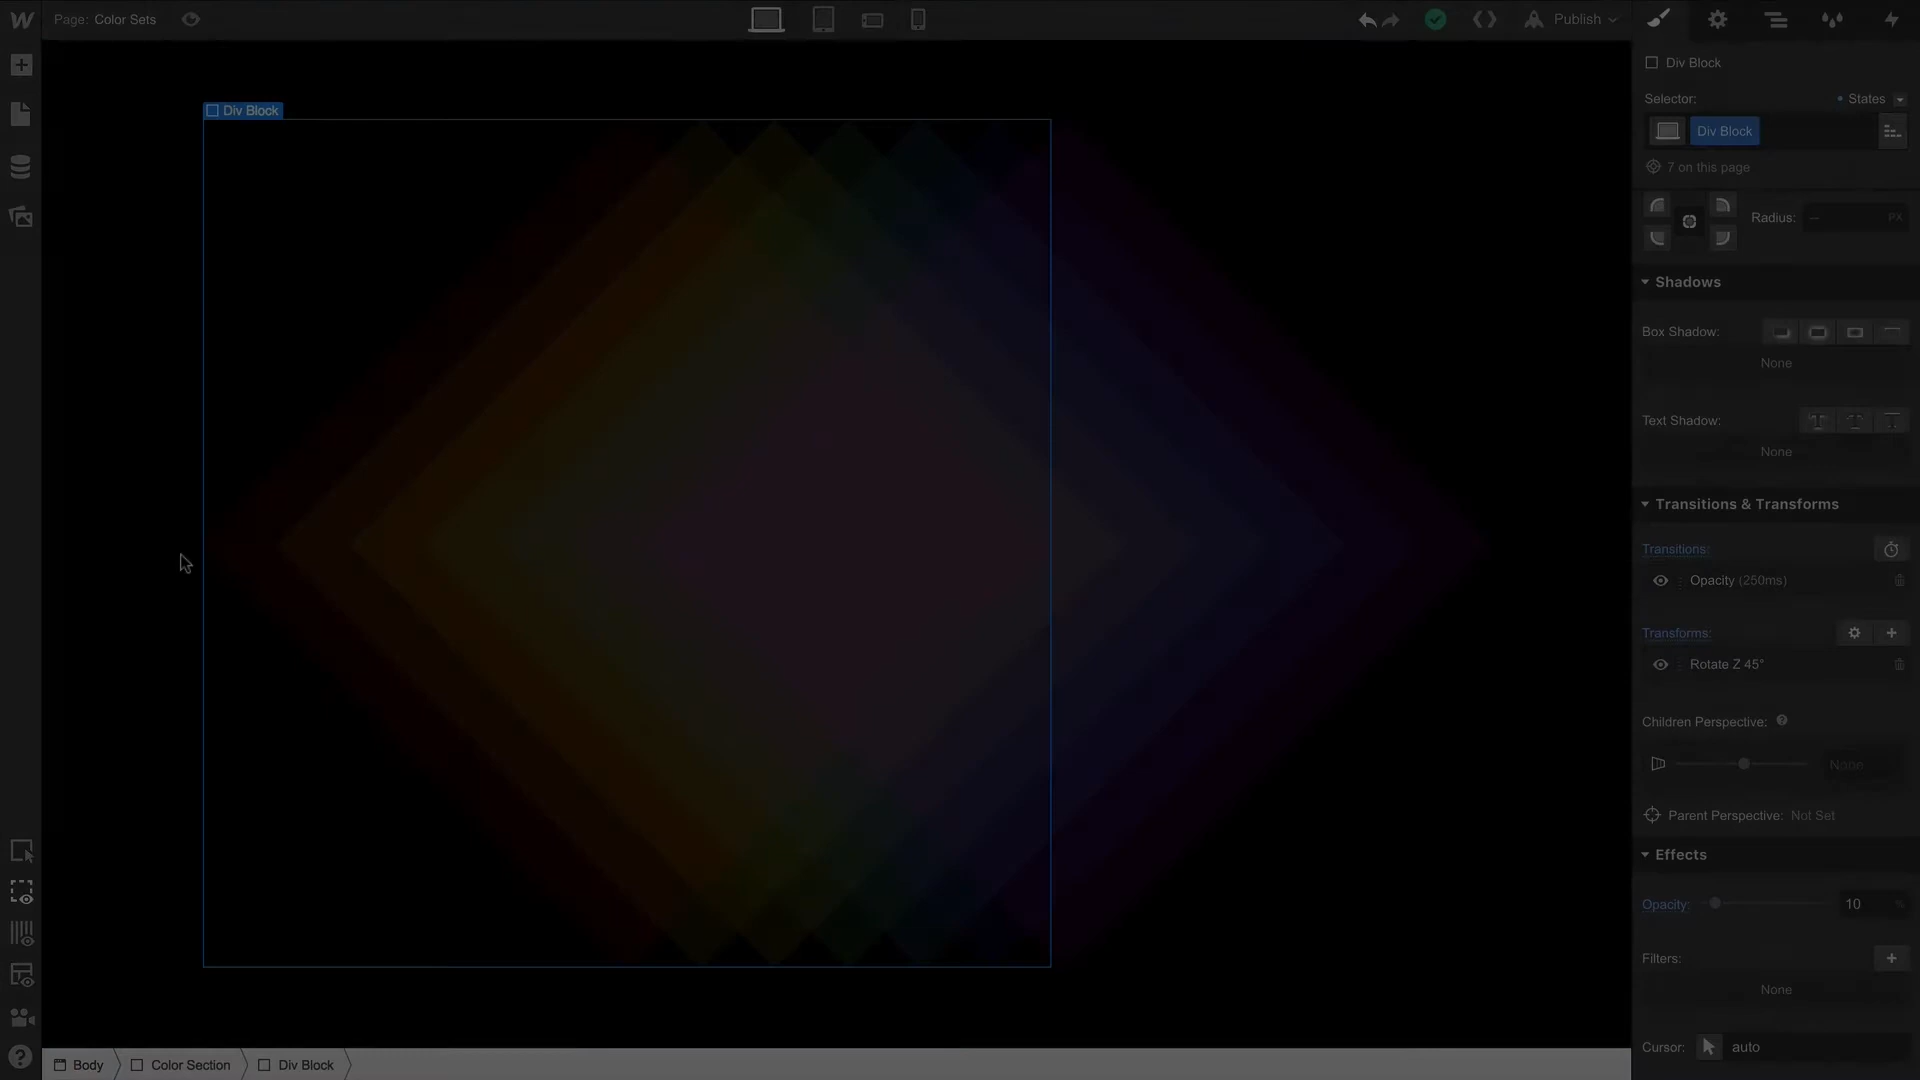 Page: Color Sets
Publish
Div Block
Div Block
Selector:
States
Div Block
7 on this page
Radius:
PX
Shadows
Box Shadow:
None
Text Shadow:
None
Transitions & Transforms
Transitions:
Opacity (250ms)
Transforms:
Rotate Z 45°
Children Perspective:
None
Parent Perspective: Not Set
Effects
Opacity:
10
Filters:
None
Cursor:
auto
Body
Color Section
Div Block